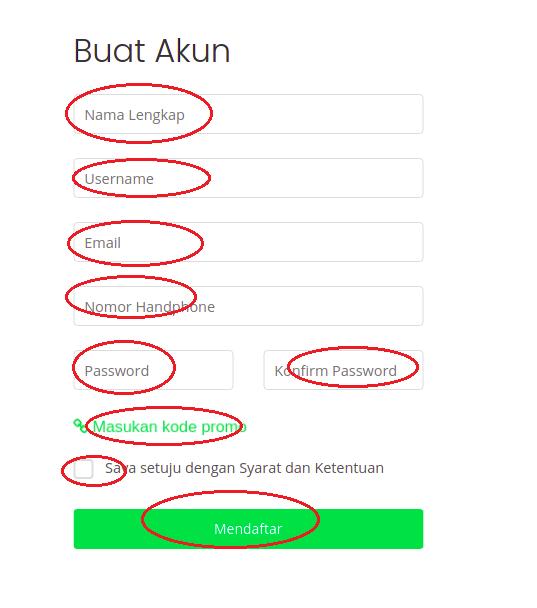 Buat Akun
Nama Lengkap
Username
Email
Nomor Handphone
Password
Konfirm Password
Masukan kode promo
Saya setuju dengan Syarat dan Ketentuan
Mendaftar